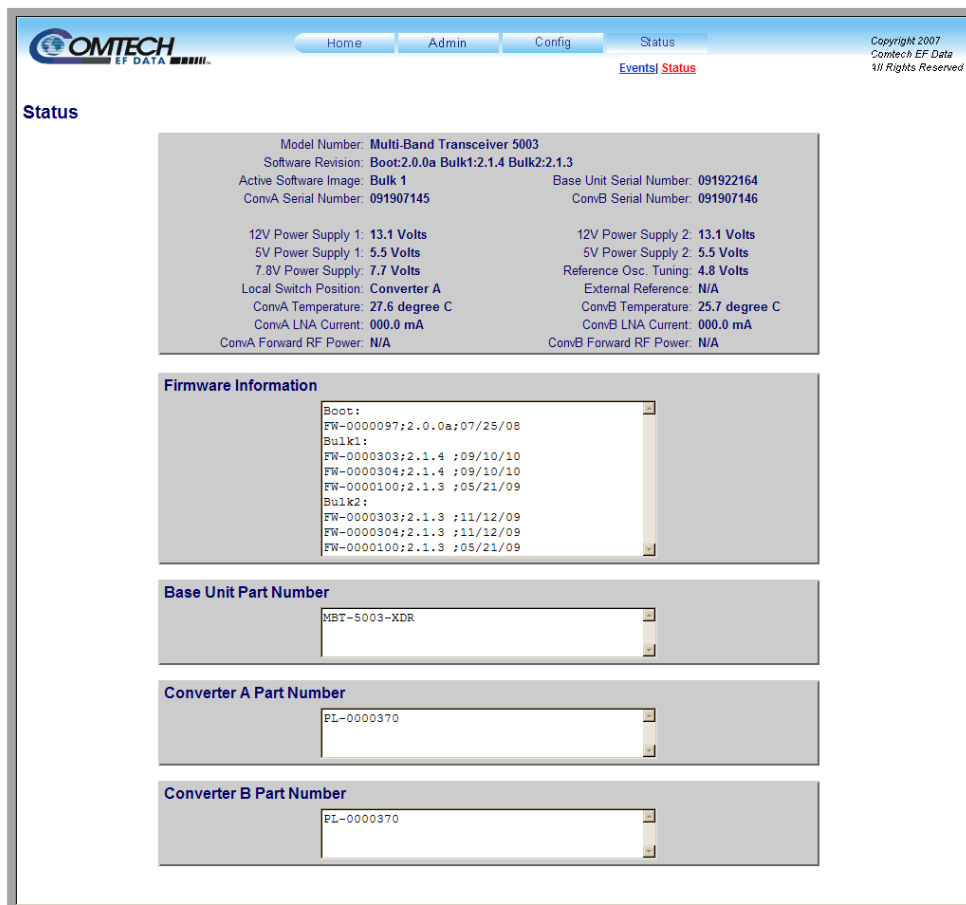 COMTECH
EF DATA
Home Admin Config Status
Events| Status
Copyright 2007
Comtech EF Data
All Rights Reserved
Status
Model Number: Multi-Band Transceiver 5003
Software Revision: Boot:2.0.0a Bulk1:2.1.4 Bulk2:2.1.3
Active Software Image: Bulk 1 Base Unit Serial Number: 091922164
ConvA Serial Number: 091907145 ConvB Serial Number: 091907146
12V Power Supply 1: 13.1 Volts 12V Power Supply 2: 13.1 Volts
5V Power Supply 1: 5.5 Volts 5V Power Supply 2: 5.5 Volts
7.8V Power Supply: 7.7 Volts Reference Osc. Tuning: 4.8 Volts
Local Switch Position: Converter A External Reference: N/A
ConvA Temperature: 27.6 degree C ConvB Temperature: 25.7 degree C
ConvA LNA Current: 000.0 mA ConvB LNA Current: 000.0 mA
ConvA Forward RF Power: N/A ConvB Forward RF Power: N/A
Firmware Information
Boot:
FW-0000097;2.0.0a;07/25/08
Bulk1:
FW-0000303;2.1.4 ;09/10/10
FW-0000304;2.1.4 ;09/10/10
FW-0000100;2.1.3 ;05/21/09
Bulk2:
FW-0000303;2.1.3 ;11/12/09
FW-0000304;2.1.3 ;11/12/09
FW-0000100;2.1.3 ;05/21/09
Base Unit Part Number
MBT-5003-XDR
Converter A Part Number
PL-0000370
Converter B Part Number
PL-0000370